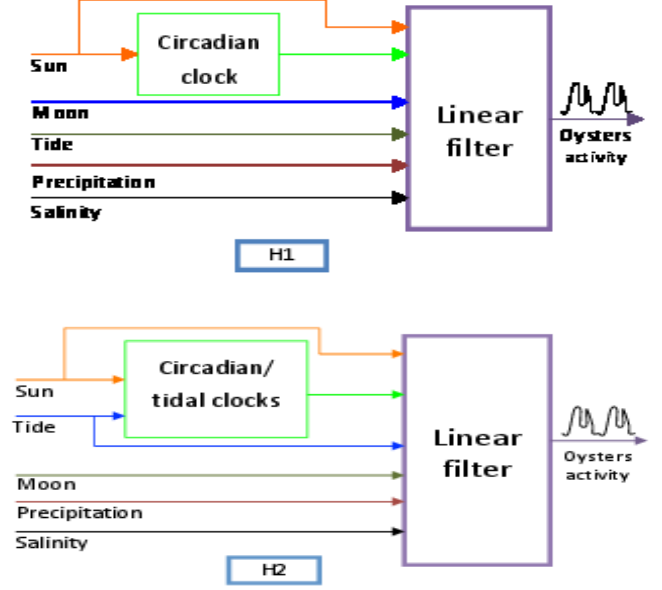 Circadian
clock
Sun
Moon
Tide
Precipitation
Salinity
Linear
filter
Oysters
activity
H1
Circadian/
tidal clocks
Sun
Tide
Moon
Precipitation
Salinity
Linear
filter
Oysters
activity
H2